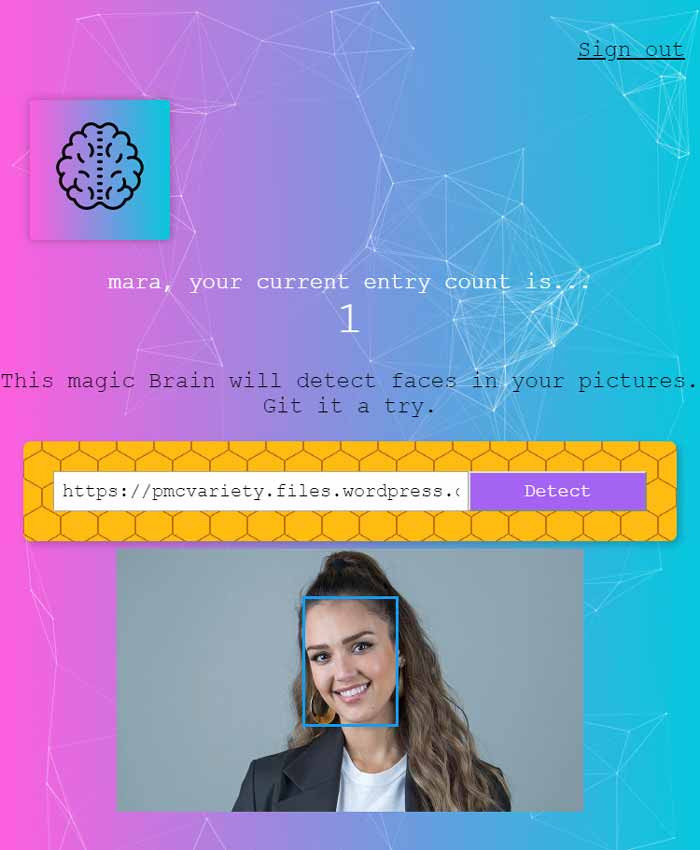 Sign out
mara, your current entry count is...
1
This magic Brain will detect faces in your pictures.
Git it a try.
https://pmcvariety.files.wordpress.c
Detect